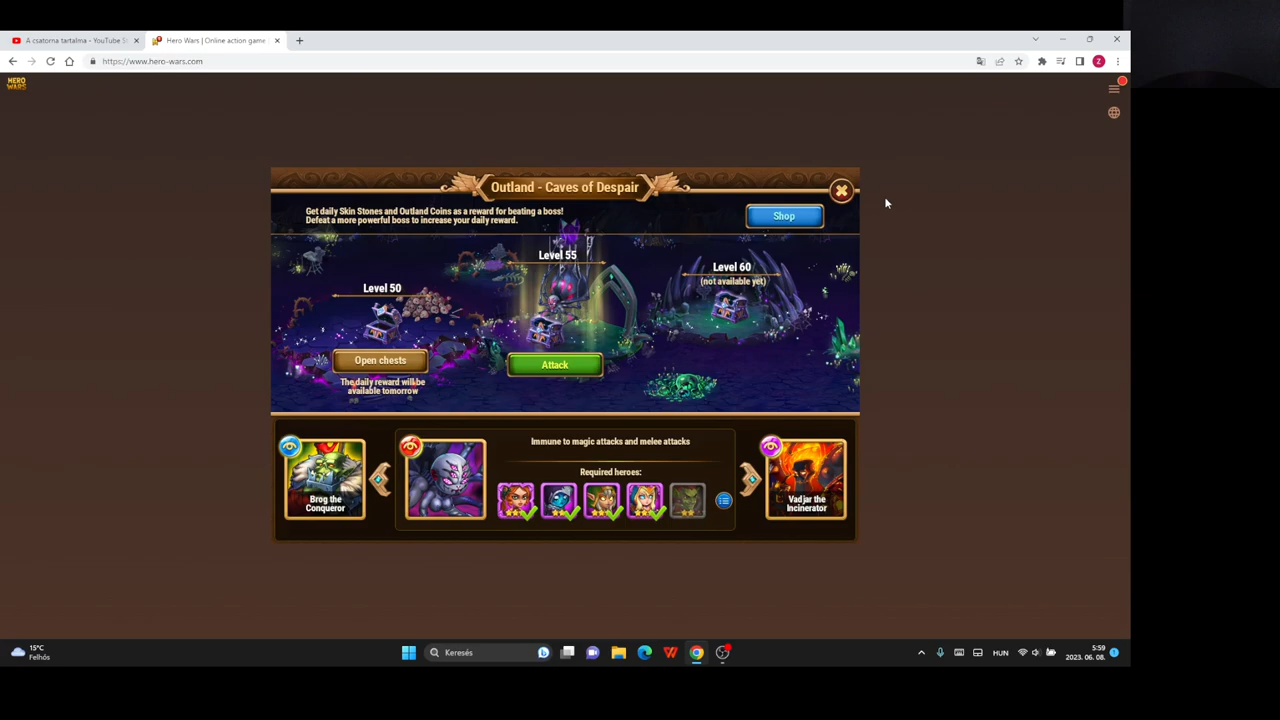 A csatorna tartalma - YouTube St
Hero Wars | Online action game
https://www.hero-wars.com
Z
HERO
WARS
Outland - Caves of Despair
Get daily Skin Stones and Outland Coins as a reward for beating a boss!
Defeat a more powerful boss to increase your daily reward.
Shop
Level 50
Level 55
Level 60
(not available yet)
Open chests
Attack
The daily reward will be
available tomorrow
Immune to magic attacks and melee attacks
Required heroes:
Brog the
Conqueror
Vadjar the
Incinerator
15°C
Felhős
Keresés
HUN
5:59
2023. 06. 08.